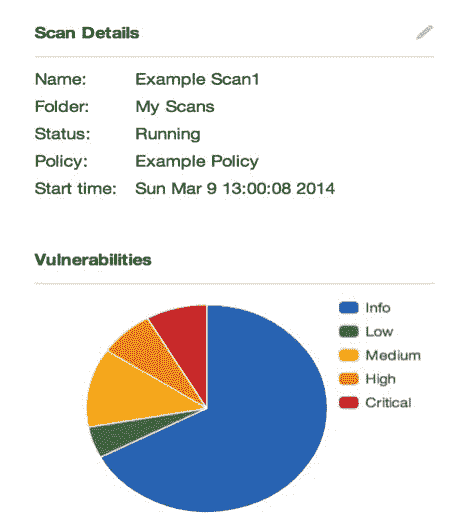 Scan Details
Name: Example Scan1
Folder: My Scans
Status: Running
Policy: Example Policy
Start time: Sun Mar 9 13:00:08 2014
Vulnerabilities
Info
Low
Medium
High
Critical